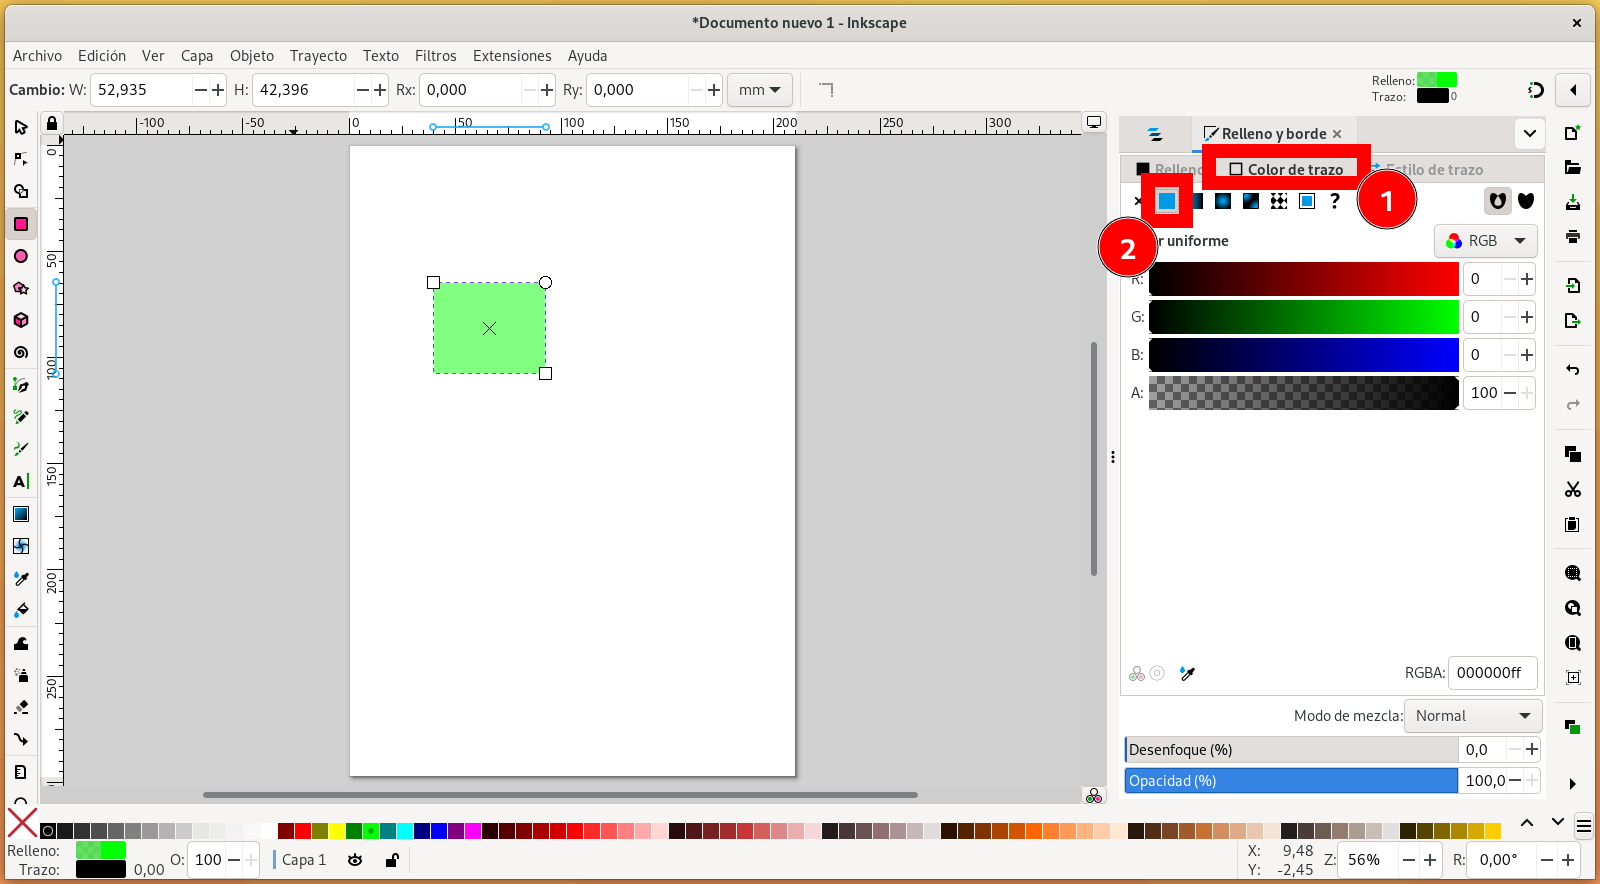 *Documento nuevo 1 - Inkscape
Archivo Edición Ver Capa Objeto Trayecto Texto Filtros Extensiones Ayuda
Cambio: W: 52,935 H: 42,396 Rx: 0,000 Ry: 0,000 mm
Relleno:
Trazo: 0
-100 -50 0 50 100 150 200 250 300
0
50
100
150
200
250
Relleno y borde
Relleno Color de trazo Estilo de trazo
?
1
2
r uniforme RGB
R: 0
G: 0
B: 0
A: 100
RGBA: 000000ff
Modo de mezcla: Normal
Desenfoque (%) 0,0
Opacidad (%) 100,0
Relleno:
Trazo: 0,00
O: 100
Capa 1
X: 9,48
Y: -2,45
Z: 56%
R: 0,00°